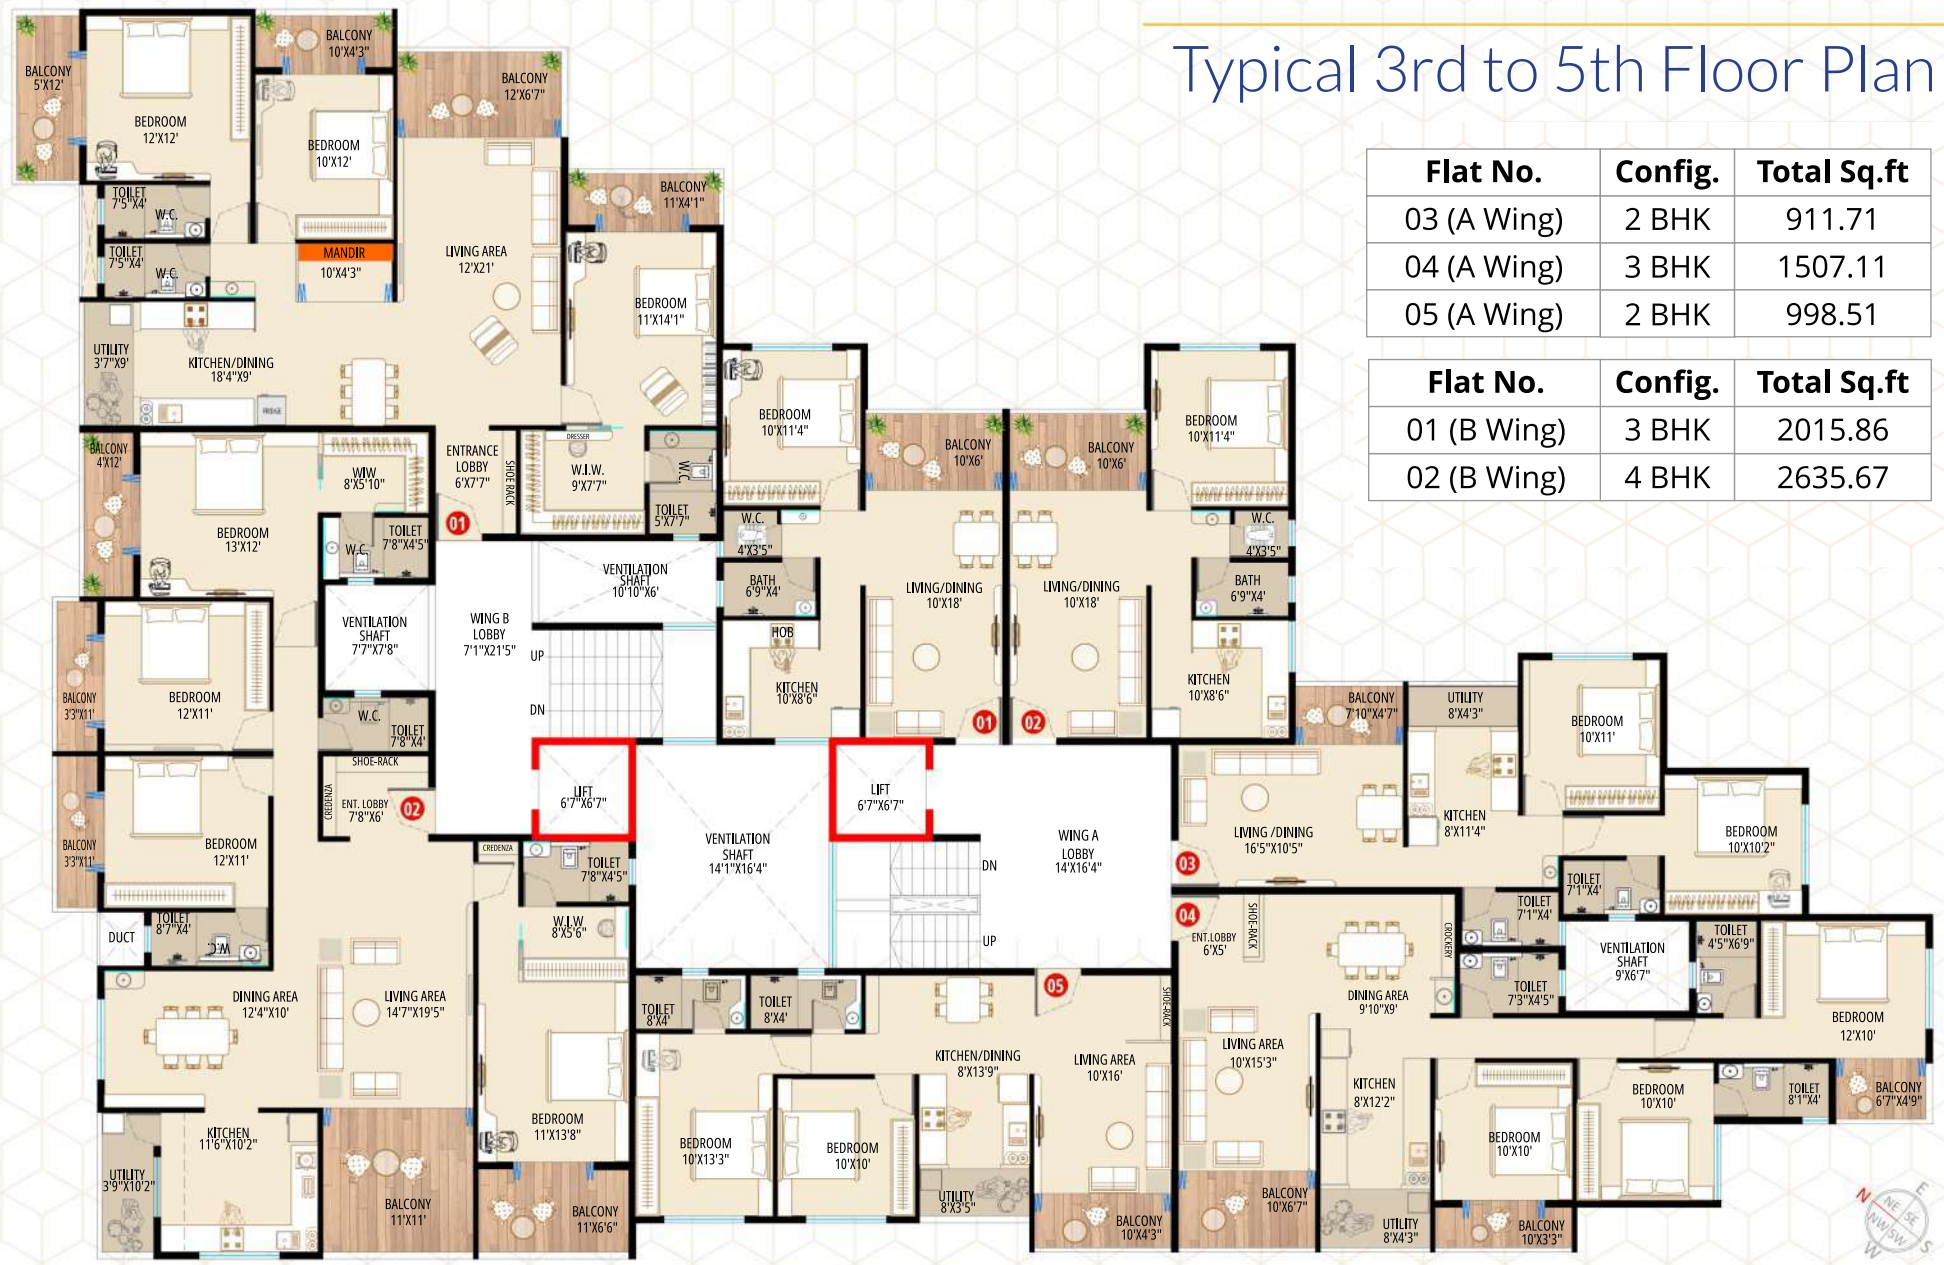 Typical 3rd to 5th Floor Plan
Flat No. Config. Total Sq.ft
03 (A Wing) 2 BHK 911.71
04 (A Wing) 3 BHK 1507.11
05 (A Wing) 2 BHK 998.51
Flat No. Config. Total Sq.ft
01 (B Wing) 3 BHK 2015.86
02 (B Wing) 4 BHK 2635.67
BALCONY
5'X12'
BEDROOM
12'X12'
BALCONY
10'X4'3"
BEDROOM
10'X12'
BALCONY
12'X6'7"
TOILET
7'5"X4'
W.C.
TOILET
7'5"X4'
W.C.
MANDIR
10'X4'3"
LIVING AREA
12'X21'
BALCONY
11'X4'1"
BEDROOM
11'X14'1"
UTILITY
3'7"X9'
KITCHEN/DINING
18'4"X9'
FRIDGE
ENTRANCE
LOBBY
6'X7'7"
SHOE RACK
01
DRESSER
W.I.W.
9'X7'7"
W.C.
TOILET
5'X7'7"
BALCONY
4'X12'
BEDROOM
13'X12'
WIW
8'X5'10"
W.C.
TOILET
7'8"X4'5"
VENTILATION
SHAFT
7'7"X7'8"
WING B
LOBBY
7'1"X21'5"
VENTILATION
SHAFT
10'10"X6'
UP
DN
BALCONY
3'3"X11'
BEDROOM
12'X11'
W.C.
TOILET
7'8"X4'
SHOE-RACK
CREDENZA
ENT. LOBBY
7'8"X6'
02
LIFT
6'7"X6'7"
BALCONY
3'3"X11'
BEDROOM
12'X11'
DUCT
TOILET
8'7"X4'
W.C.
DINING AREA
12'4"X10'
LIVING AREA
14'7"X19'5"
CREDENZA
TOILET
7'8"X4'5"
W.I.W
8'X5'6"
BEDROOM
11'X13'8"
KITCHEN
11'6"X10'2"
UTILITY
3'9"X10'2"
BALCONY
11'X11'
BALCONY
11'X6'6"
BEDROOM
10'X11'4"
BALCONY
10'X6'
W.C.
4'X3'5"
BATH
6'9"X4'
LIVING/DINING
10'X18'
HOB
KITCHEN
10'X8'6"
01
BALCONY
10'X6'
BEDROOM
10'X11'4"
LIVING/DINING
10'X18'
W.C.
4'X3'5"
BATH
6'9"X4'
KITCHEN
10'X8'6"
02
VENTILATION
SHAFT
14'1"X16'4"
LIFT
6'7"X6'7"
WING A
LOBBY
14'X16'4"
DN
UP
BALCONY
7'10"X4'7"
UTILITY
8'X4'3"
BEDROOM
10'X11'
LIVING /DINING
16'5"X10'5"
KITCHEN
8'X11'4"
BEDROOM
10'X10'2"
03
TOILET
7'1"X4'
TOILET
7'1"X4'
04
ENT.LOBBY
6'X5'
SHOE-RACK
CROCKERY
DINING AREA
9'10"X9'
TOILET
7'3"X4'5"
VENTILATION
SHAFT
9'X6'7"
TOILET
4'5"X6'9"
BEDROOM
12'X10'
LIVING AREA
10'X15'3"
KITCHEN
8'X12'2"
BEDROOM
10'X10'
BEDROOM
10'X10'
TOILET
8'1"X4'
BALCONY
6'7"X4'9"
BALCONY
10'X6'7"
UTILITY
8'X4'3"
BALCONY
10'X3'3"
TOILET
8'X4'
TOILET
8'X4'
05
SHOE-RACK
KITCHEN/DINING
8'X13'9"
LIVING AREA
10'X16'
BEDROOM
10'X13'3"
BEDROOM
10'X10'
UTILITY
8'X3'5"
BALCONY
10'X4'3"
N
E
S
W
NE
SE
SW
NW